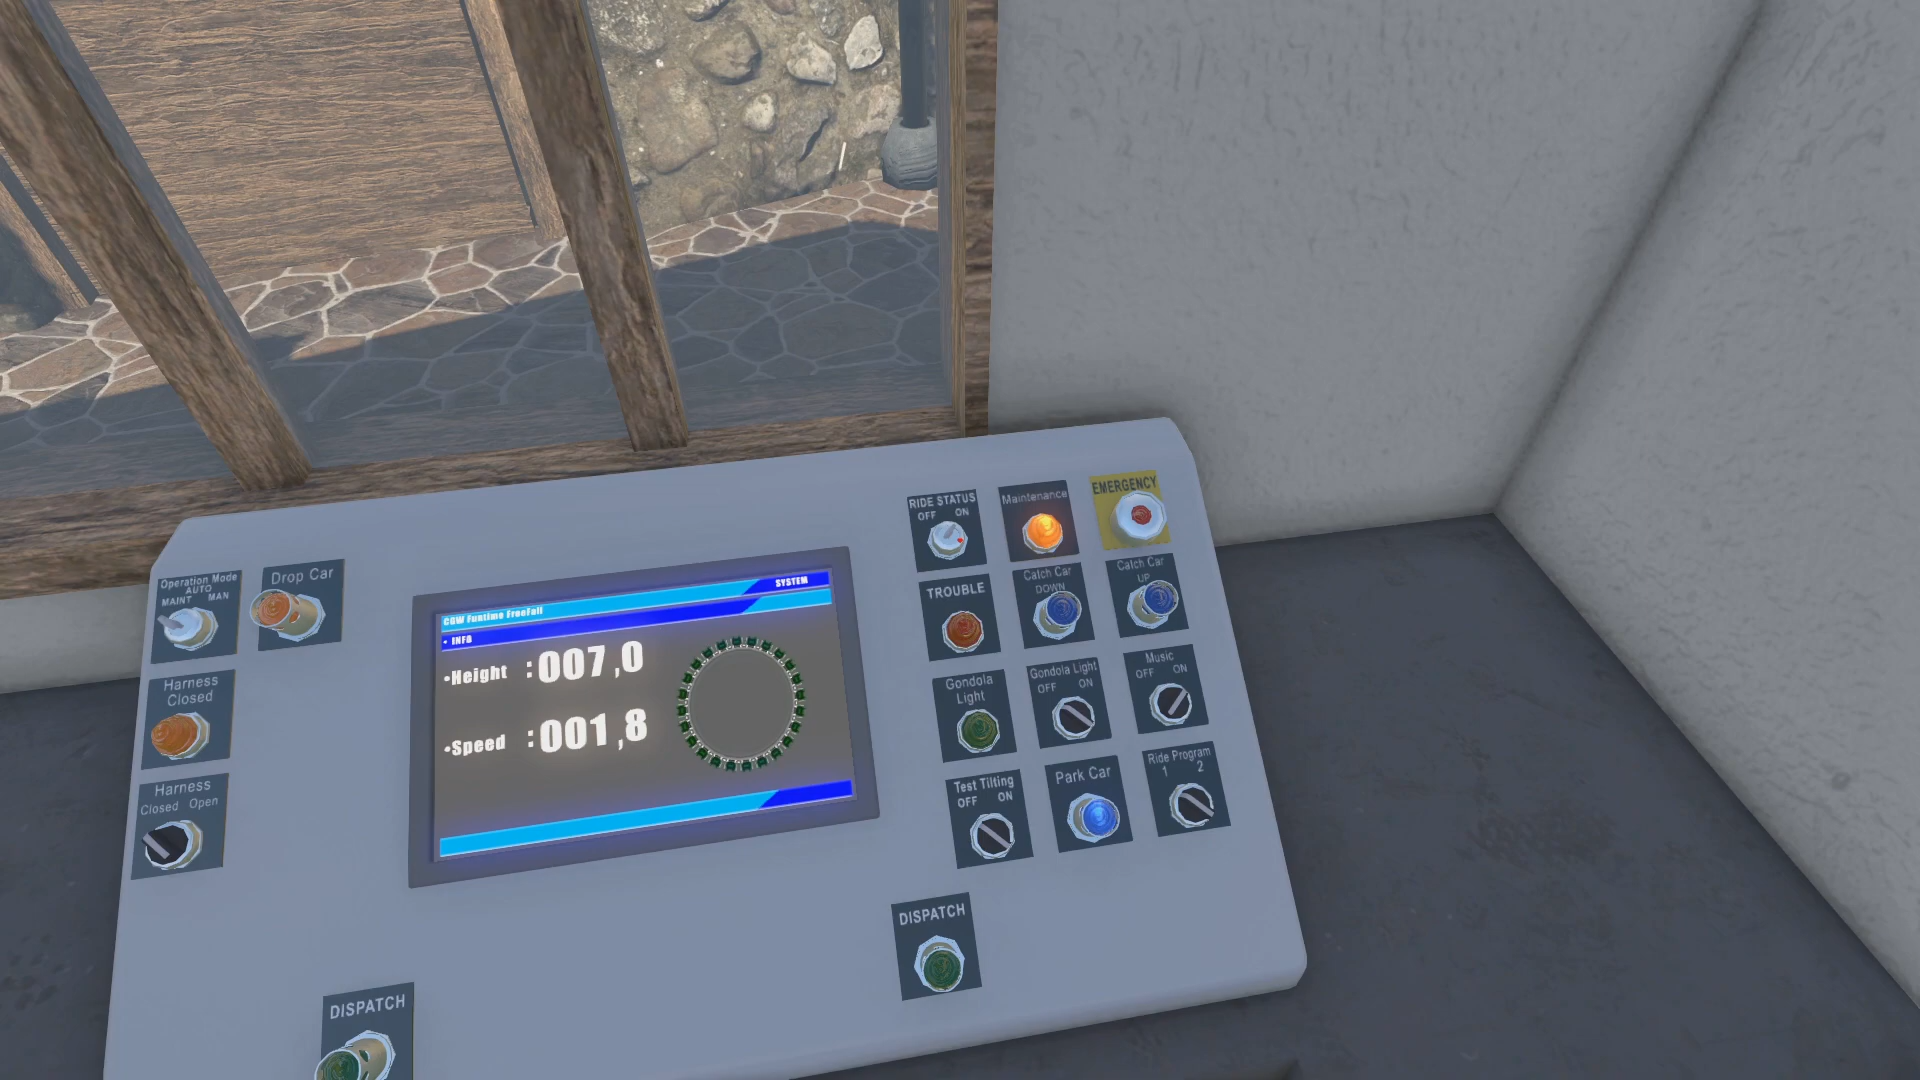 Operation Mode
AUTO
MAINT MAN
Drop Car
Harness
Closed
Harness
Closed Open
DISPATCH
SYSTEM
CGW Funtime FreeFall
• INFO
•Height :007,0
•Speed :001,8
RIDE STATUS
OFF ON
Maintenance
EMERGENCY
TROUBLE
Catch Car
DOWN
Catch Car
UP
Gondola
Light
Gondola Light
OFF ON
Music
OFF ON
Test Tilting
OFF ON
Park Car
Ride Program
1 2
DISPATCH